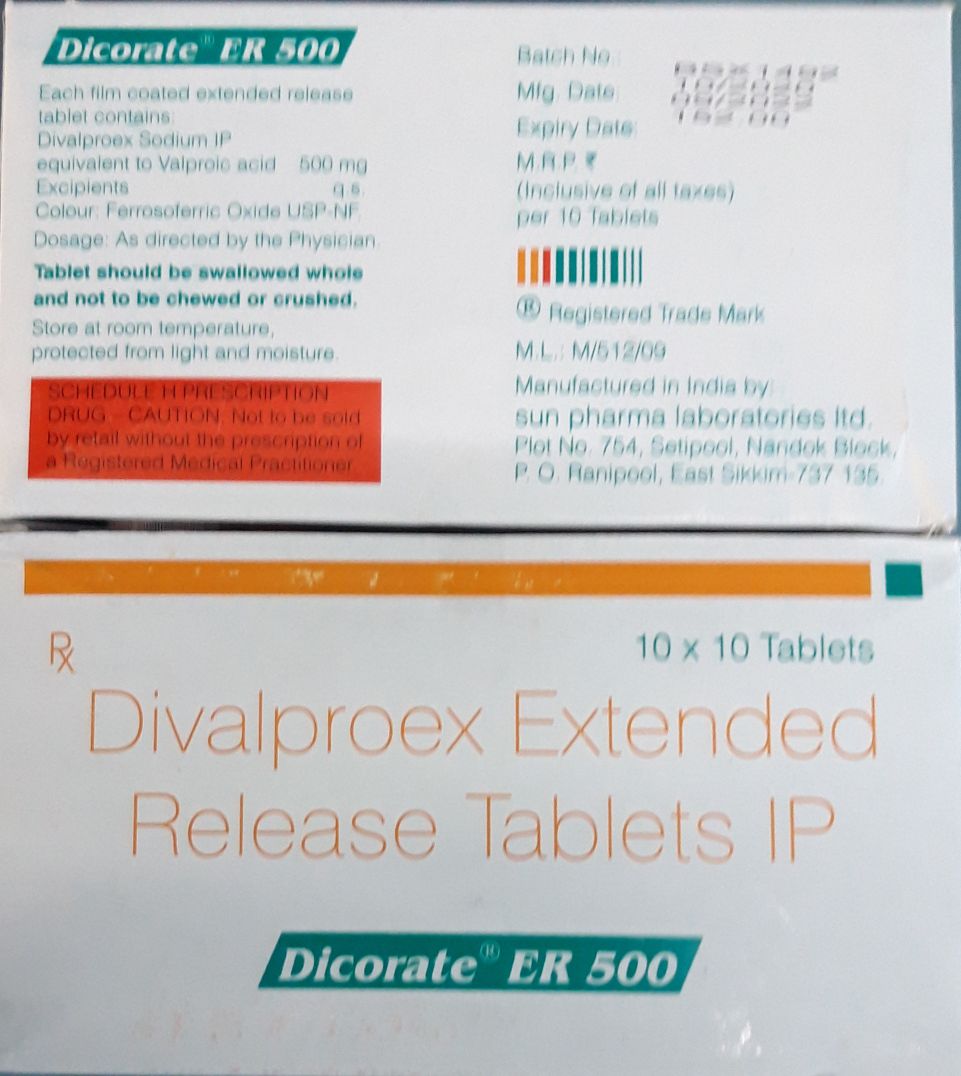 Dicorate® ER 500
Each film coated extended release
tablet contains:
Divalproex Sodium IP
equivalent to Valproic acid 500 mg
Excipients q.s.
Colour: Ferrosoferric Oxide USP-NF.
Dosage: As directed by the Physician.
Tablet should be swallowed whole
and not to be chewed or crushed.
Store at room temperature,
protected from light and moisture.
SCHEDULE H PRESCRIPTION
DRUG - CAUTION: Not to be sold
by retail without the prescription of
a Registered Medical Practitioner.
Batch No.:
Mfg. Date:
Expiry Date:
M.R.P. ₹
(Inclusive of all taxes)
per 10 Tablets
® Registered Trade Mark
M.L.: M/512/09
Manufactured in India by:
sun pharma laboratories ltd.
Plot No. 754, Setipool, Nandok Block,
P. O. Ranipool, East Sikkim-737 135.
Rx
10 x 10 Tablets
Divalproex Extended
Release Tablets IP
Dicorate® ER 500